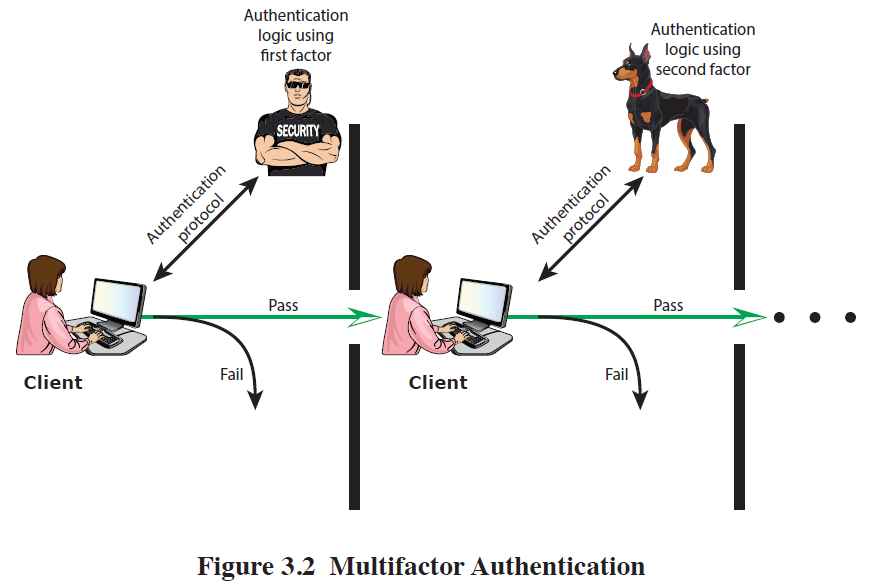 Authentication
logic using
first factor
Authentication
logic using
second factor
SECURITY
Authentication
protocol
Authentication
protocol
Pass
Pass
Fail
Fail
Client
Client
Figure 3.2 Multifactor Authentication